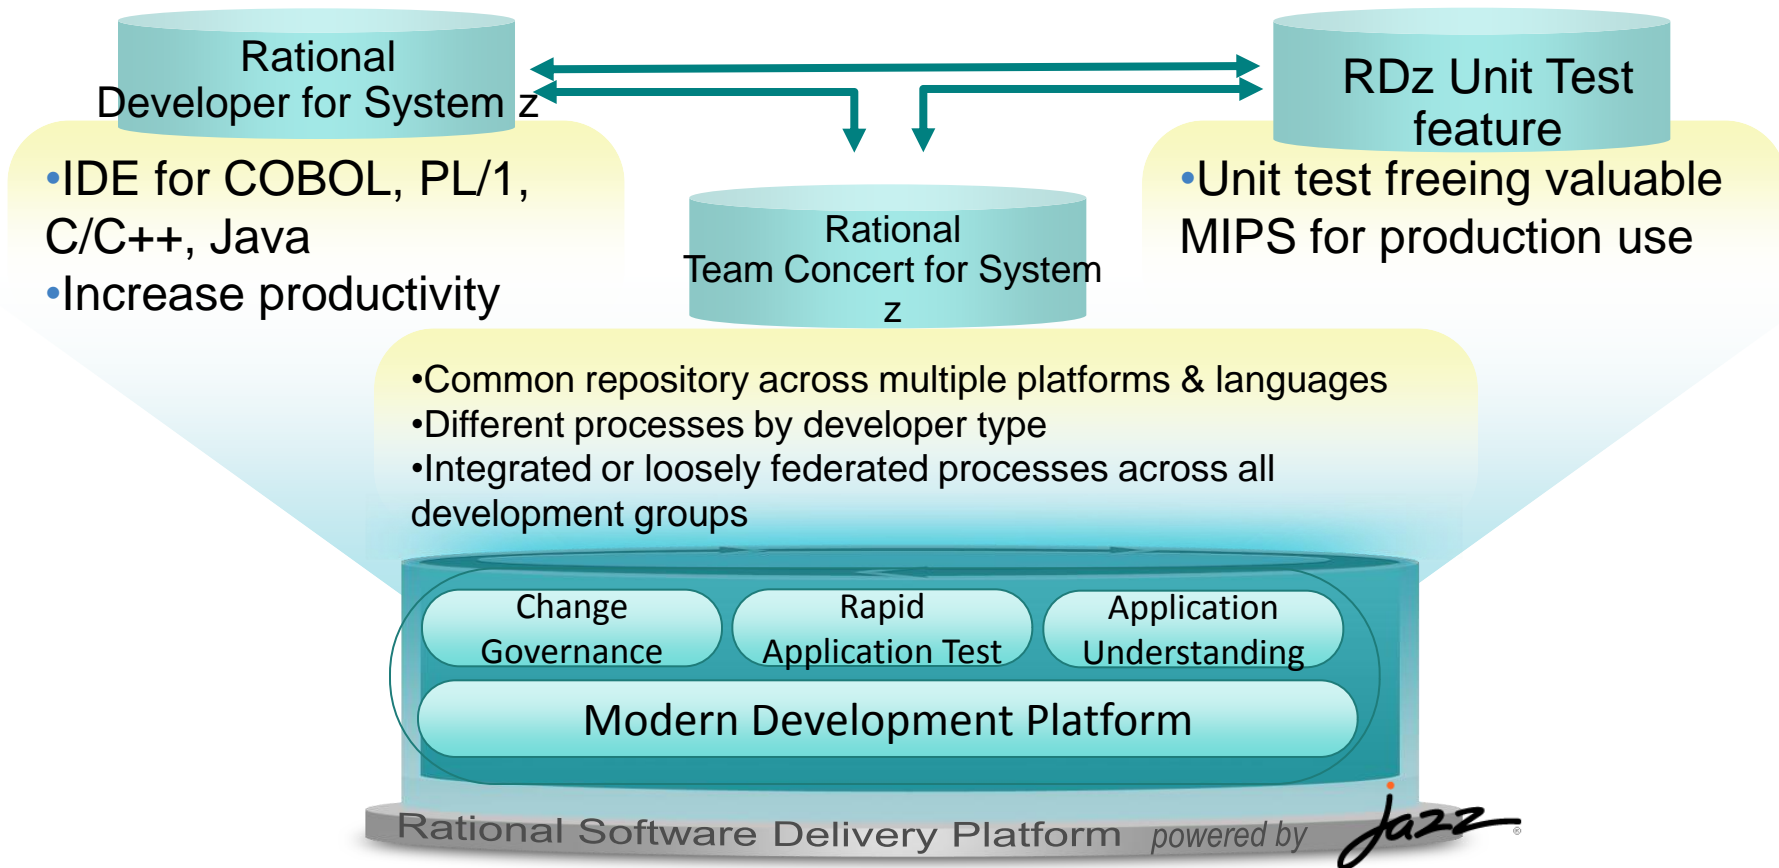 Rational
Developer for System z
•IDE for COBOL, PL/1,
C/C++, Java
•Increase productivity
RDz Unit Test
feature
•Unit test freeing valuable
MIPS for production use
Rational
Team Concert for System
z
•Common repository across multiple platforms & languages
•Different processes by developer type
•Integrated or loosely federated processes across all
development groups
Change
Governance
Rapid
Application Test
Application
Understanding
Modern Development Platform
Rational Software Delivery Platform powered by jazz®